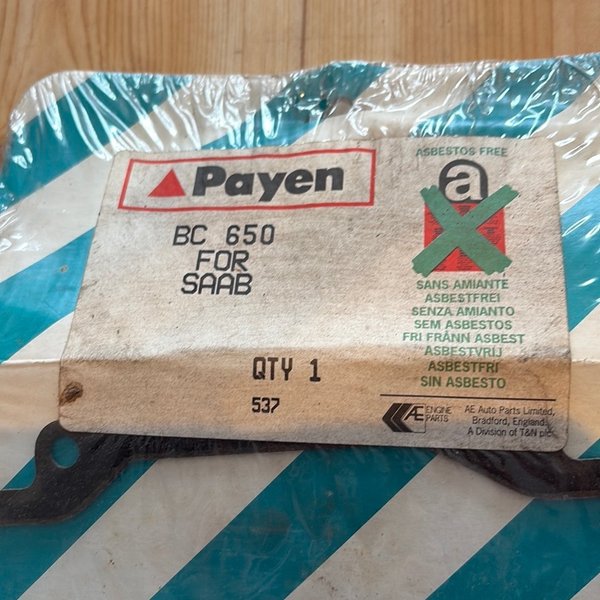 Payen
BC 650
FOR
SAAB
QTY 1
537
ASBESTOS FREE
a
SANS AMIANTE
ASBESTFREI
SENZA AMIANTO
SEM ASBESTOS
FRI FRÅNN ASBEST
ASBESTVRIJ
ASBESTFRI
SIN ASBESTO
AE ENGINE
PARTS
AE Auto Parts Limited,
Bradford, England.
A Division of T&N plc